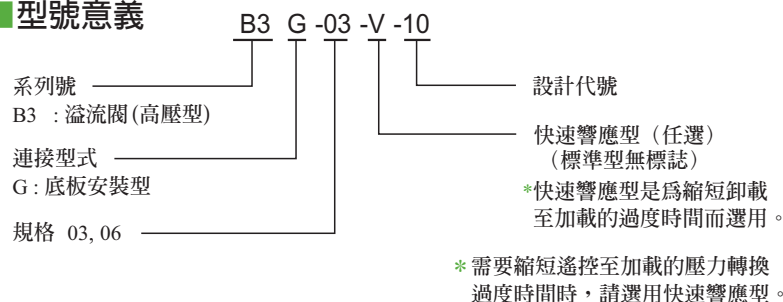 型號意義
B3 G -03 -V -10
系列號
B3 : 溢流閥(高壓型)
連接型式
G : 底板安裝型
規格 03, 06
設計代號
快速響應型（任選）
（標準型無標誌）
*快速響應型是爲縮短卸載
至加載的過度時間而選用。
*需要縮短遙控至加載的壓力轉換
過度時間時，請選用快速響應型。